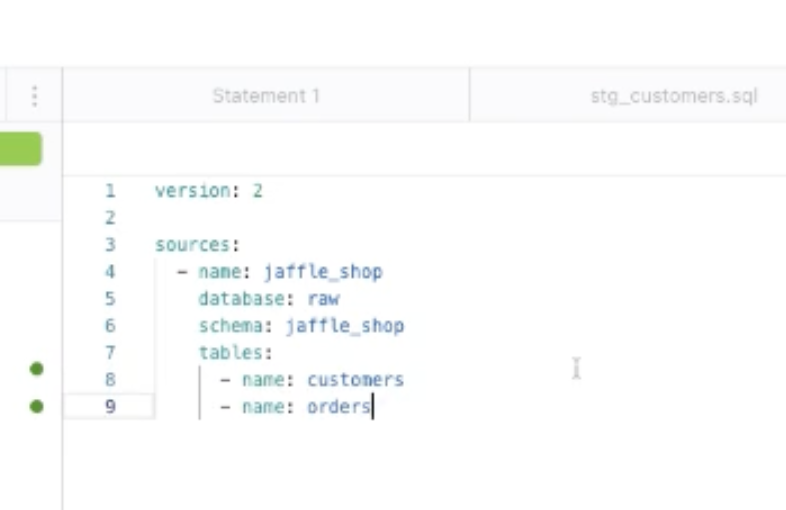 Statement 1
stg_customers.sql
1 version: 2
2
3 sources:
4   - name: jaffle_shop
5     database: raw
6     schema: jaffle_shop
7     tables:
8       - name: customers
9       - name: orders